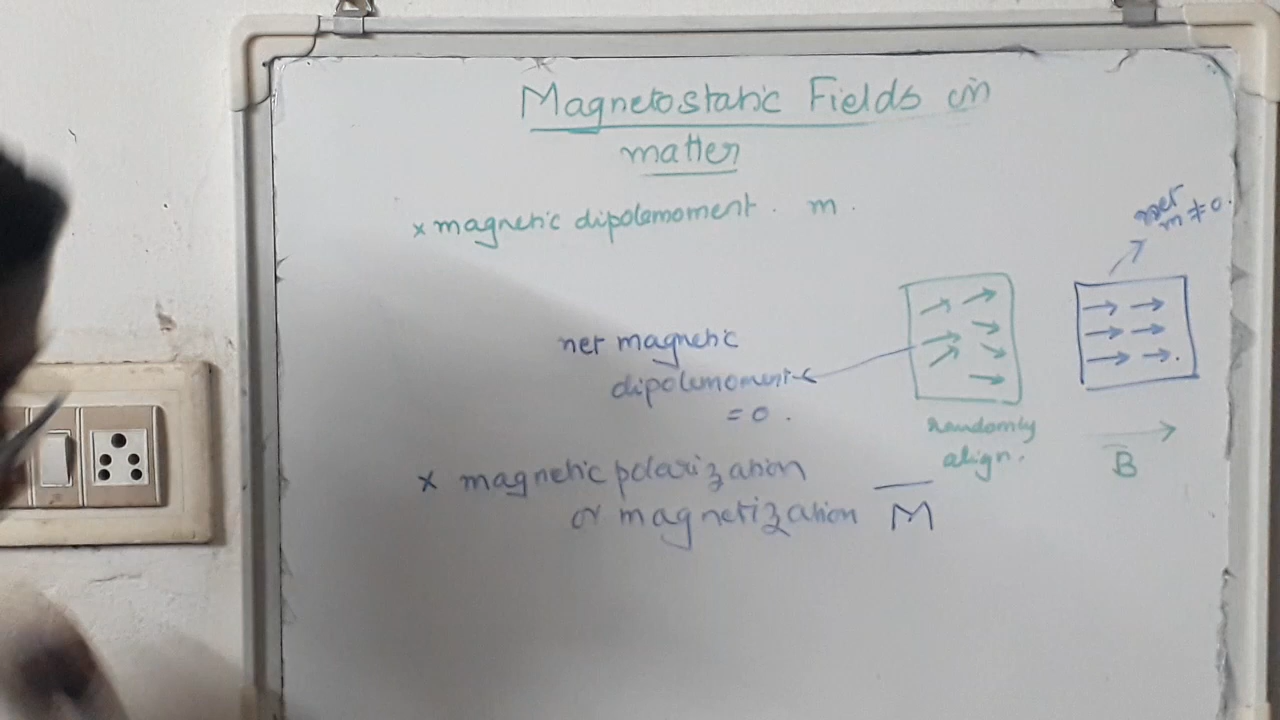 Magnetostatic Fields in
matter
x magnetic dipolemoment. m.
net
m ≠ 0.
net magnetic
dipolemoment
= 0.
Randomly
align.
B
x magnetic polarization
or magnetization M